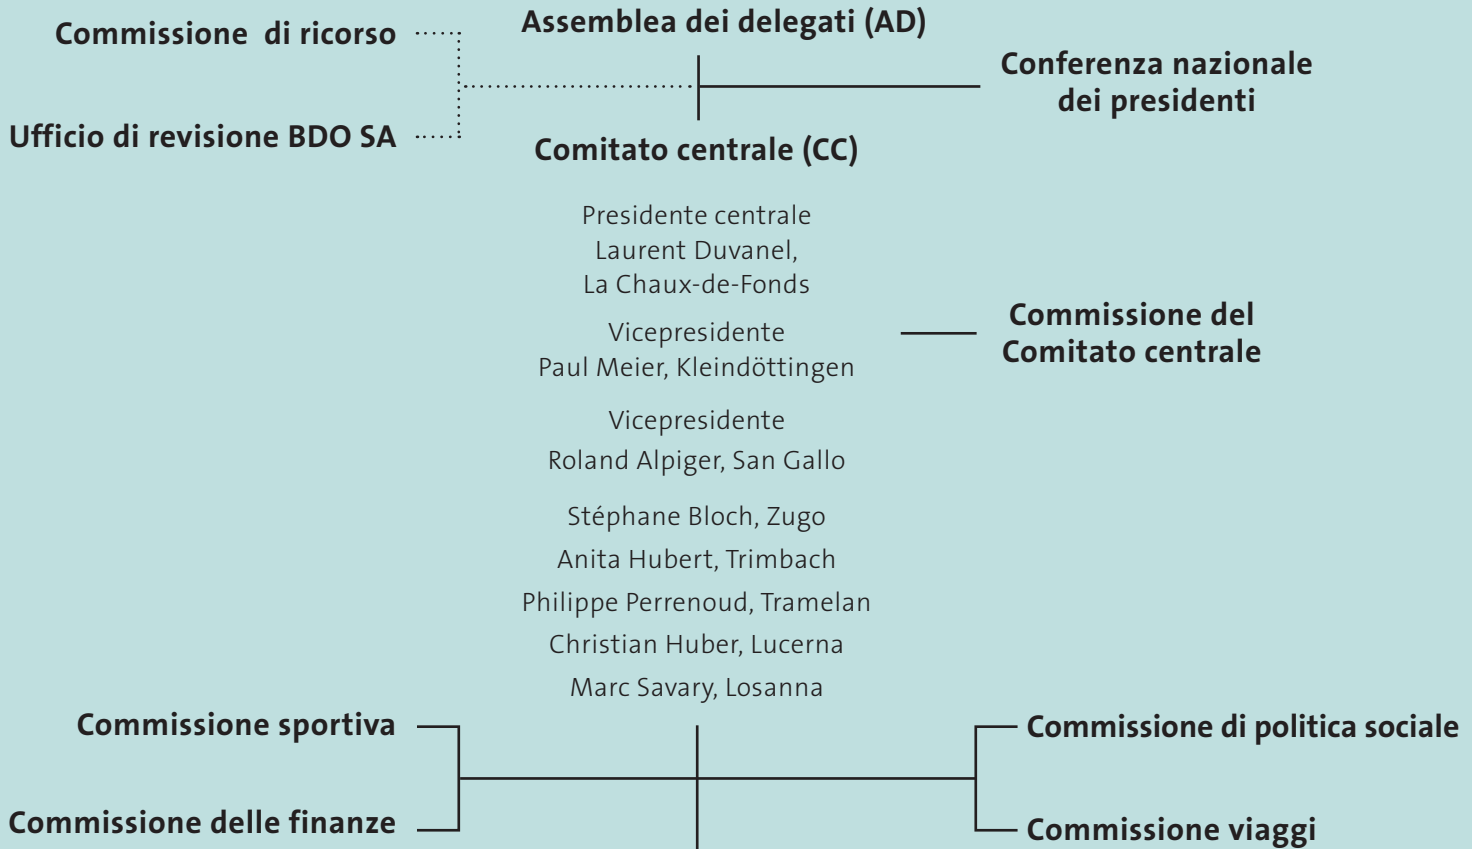 Assemblea dei delegati (AD)
Commissione di ricorso
Conferenza nazionale
dei presidenti
Ufficio di revisione BDO SA
Comitato centrale (CC)
Presidente centrale
Laurent Duvanel,
La Chaux-de-Fonds
Commissione del
Comitato centrale
Vicepresidente
Paul Meier, Kleindöttingen
Vicepresidente
Roland Alpiger, San Gallo
Stéphane Bloch, Zugo
Anita Hubert, Trimbach
Philippe Perrenoud, Tramelan
Christian Huber, Lucerna
Marc Savary, Losanna
Commissione sportiva
Commissione di politica sociale
Commissione delle finanze
Commissione viaggi